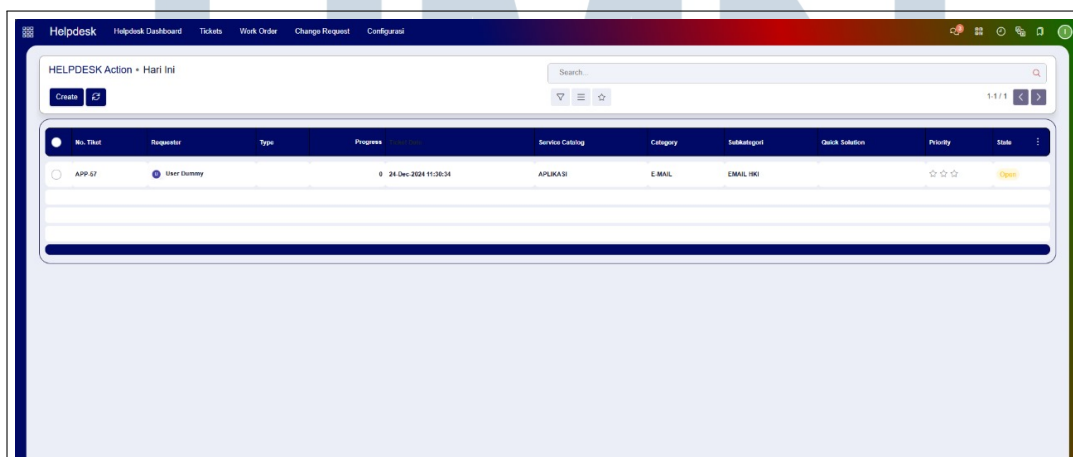 Helpdesk Helpdesk Dashboard Tickets Work Order Change Request Configurasi
HELPDESK Action • Hari Ini
Search...
Create
1-1 / 1
No. Tiket Requester Type Progress Service Catalog Category Subkategori Quick Solution Priority State
APP-57 User Dummy 0 24-Dec-2024 11:30:34 APLIKASI E-MAIL EMAIL HKI Open